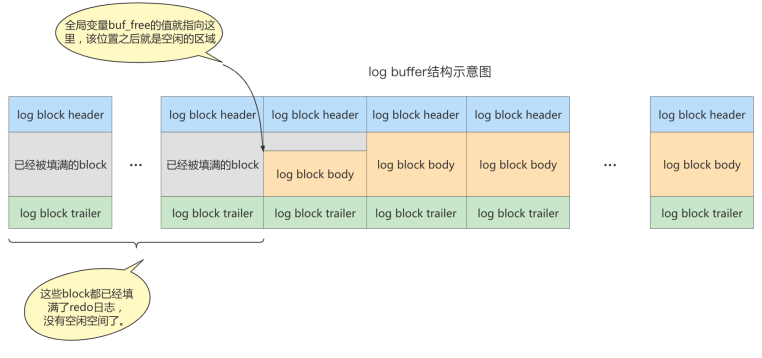 全局变量buf_free的值就指向这
里，该位置之后就是空闲的区域
log buffer结构示意图
log block header
log block header
log block header
log block header
log block header
log block header
已经被填满的block
...
已经被填满的block
log block body
log block body
log block body
...
log block body
log block trailer
log block trailer
log block trailer
log block trailer
log block trailer
log block trailer
这些block都已经填
满了redo日志，
没有空闲空间了。